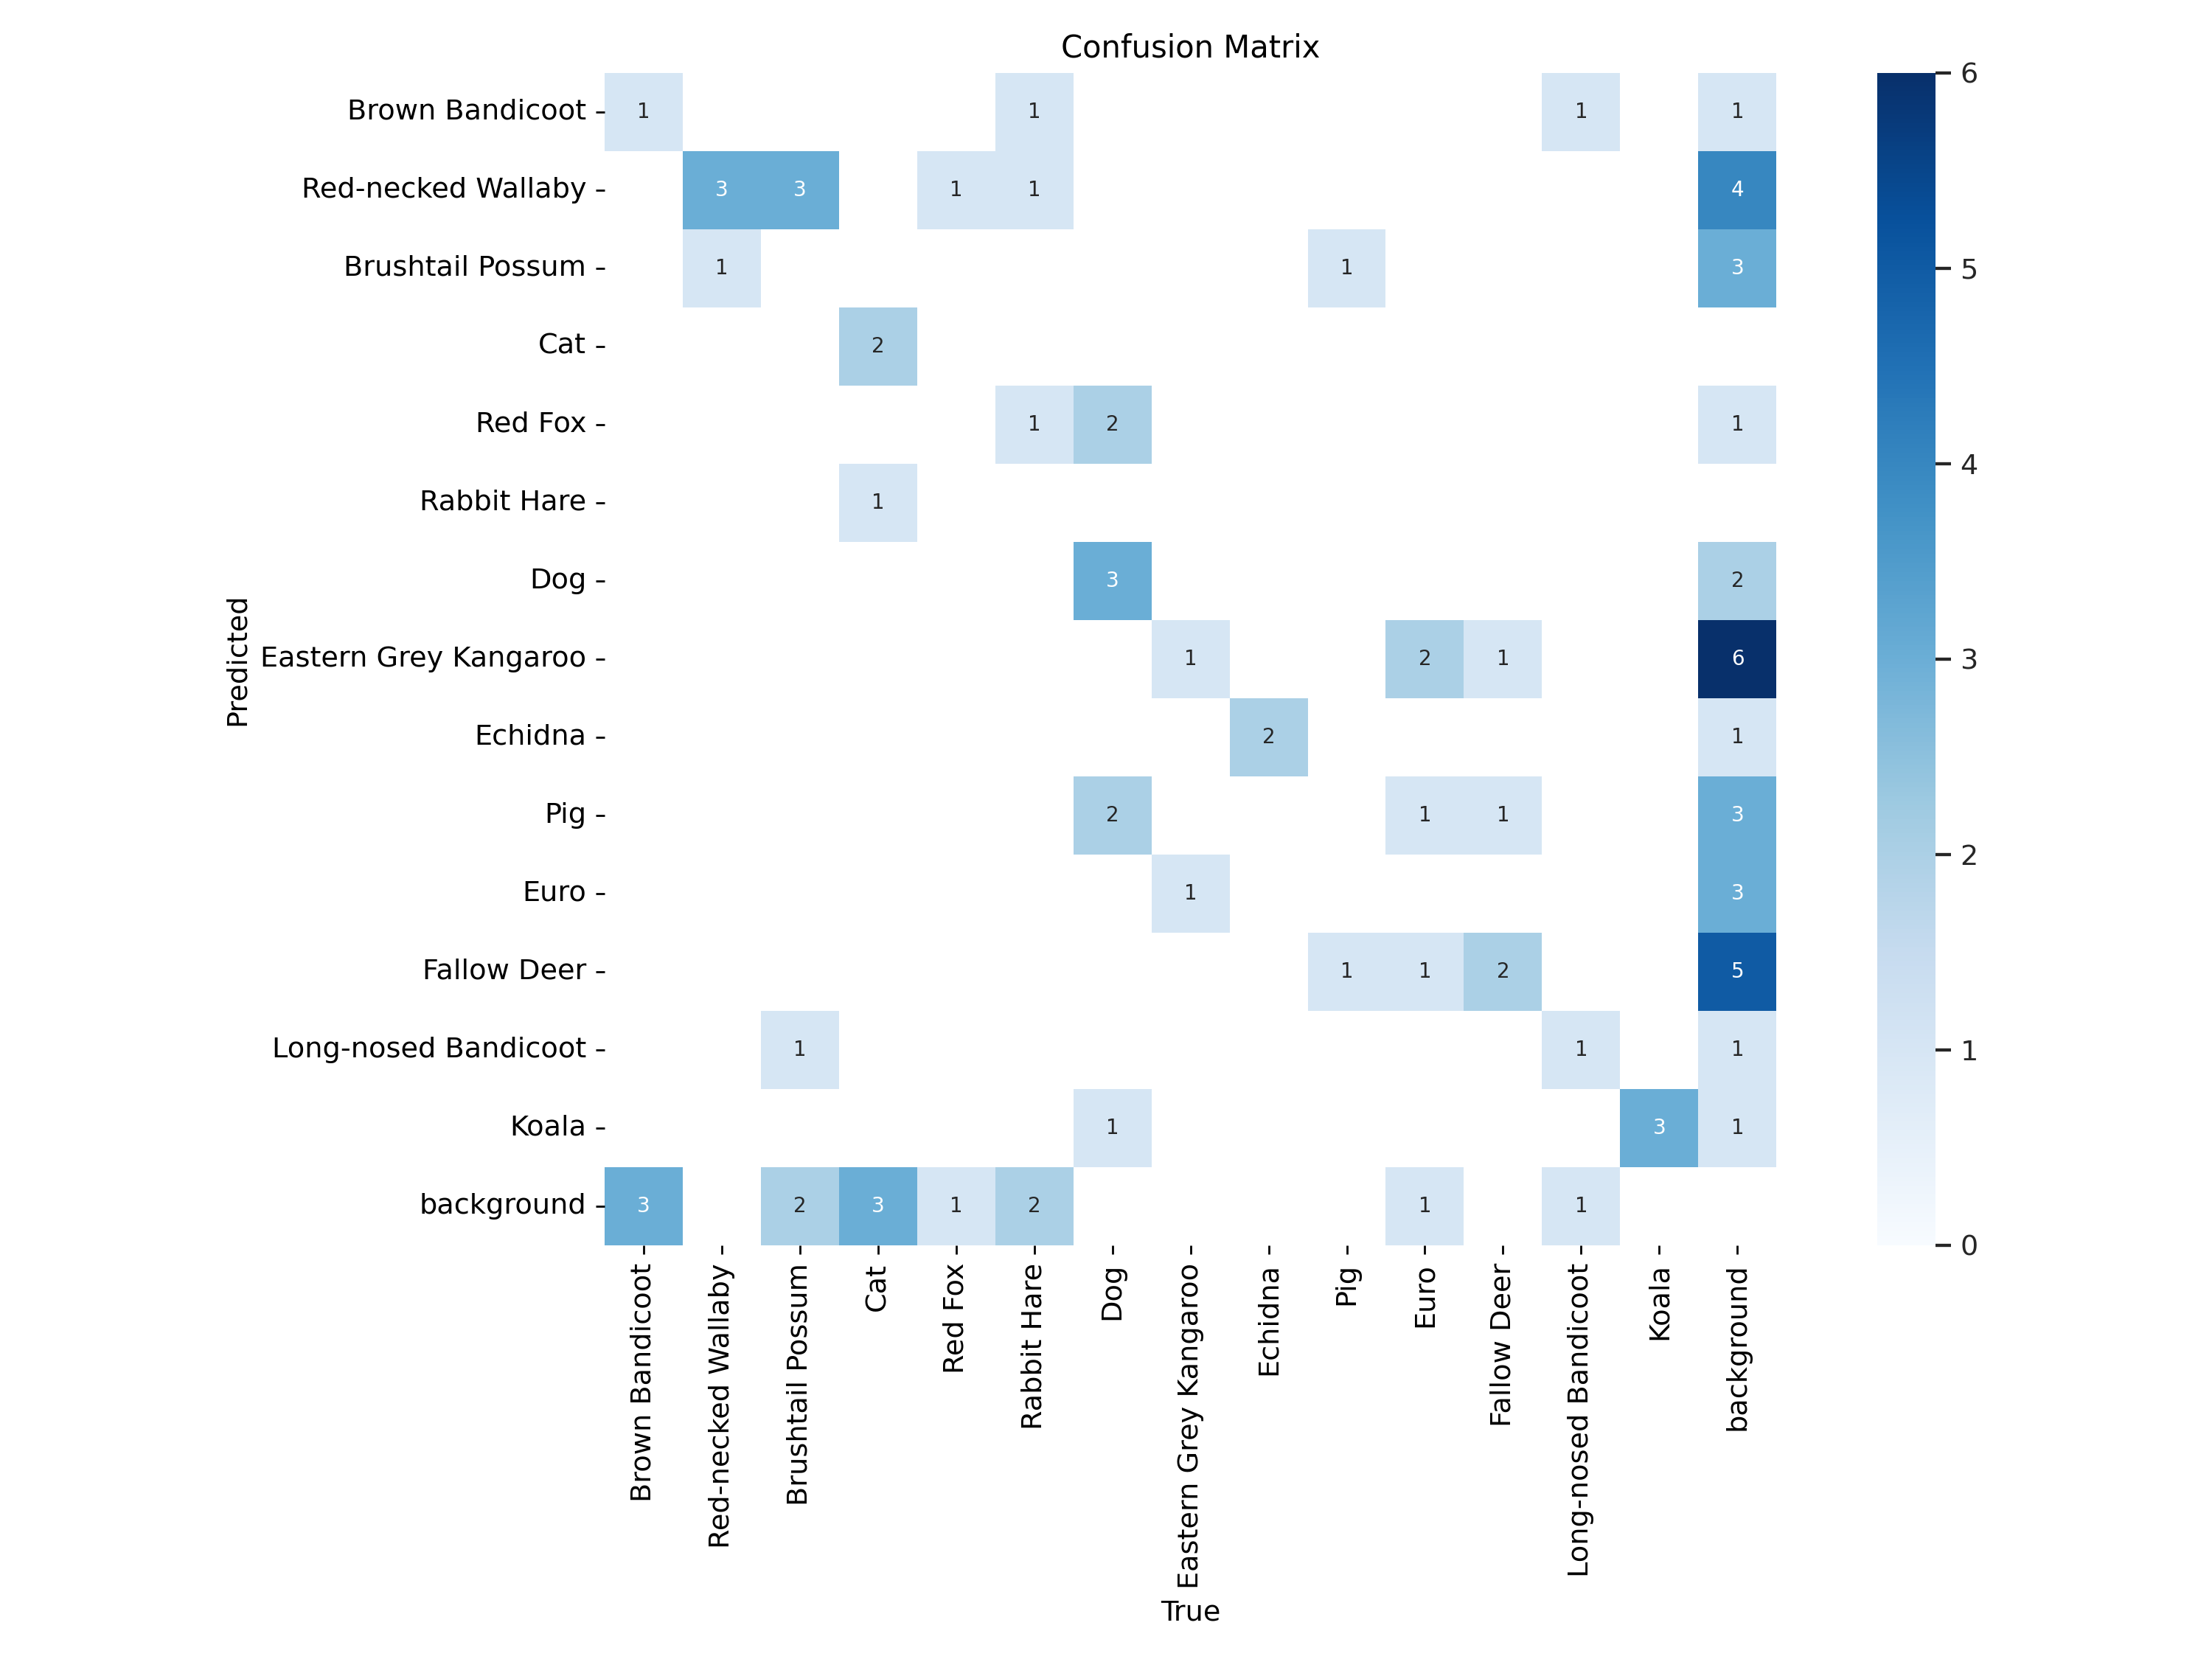 Confusion Matrix
Brown Bandicoot 1 1 1 1
Red-necked Wallaby 3 3 1 1 4
Brushtail Possum 1 1 3
Cat 2
Red Fox 1 2 1
Rabbit Hare 1
Dog 3 2
Eastern Grey Kangaroo 1 2 1 6
Echidna 2 1
Pig 2 1 1 3
Euro 1 3
Fallow Deer 1 1 2 5
Long-nosed Bandicoot 1 1 1
Koala 1 3 1
background 3 2 3 1 2 1 1
Predicted
Brown Bandicoot
Red-necked Wallaby
Brushtail Possum
Cat
Red Fox
Rabbit Hare
Dog
Eastern Grey Kangaroo
Echidna
Pig
Euro
Fallow Deer
Long-nosed Bandicoot
Koala
background
True
6
5
4
3
2
1
0